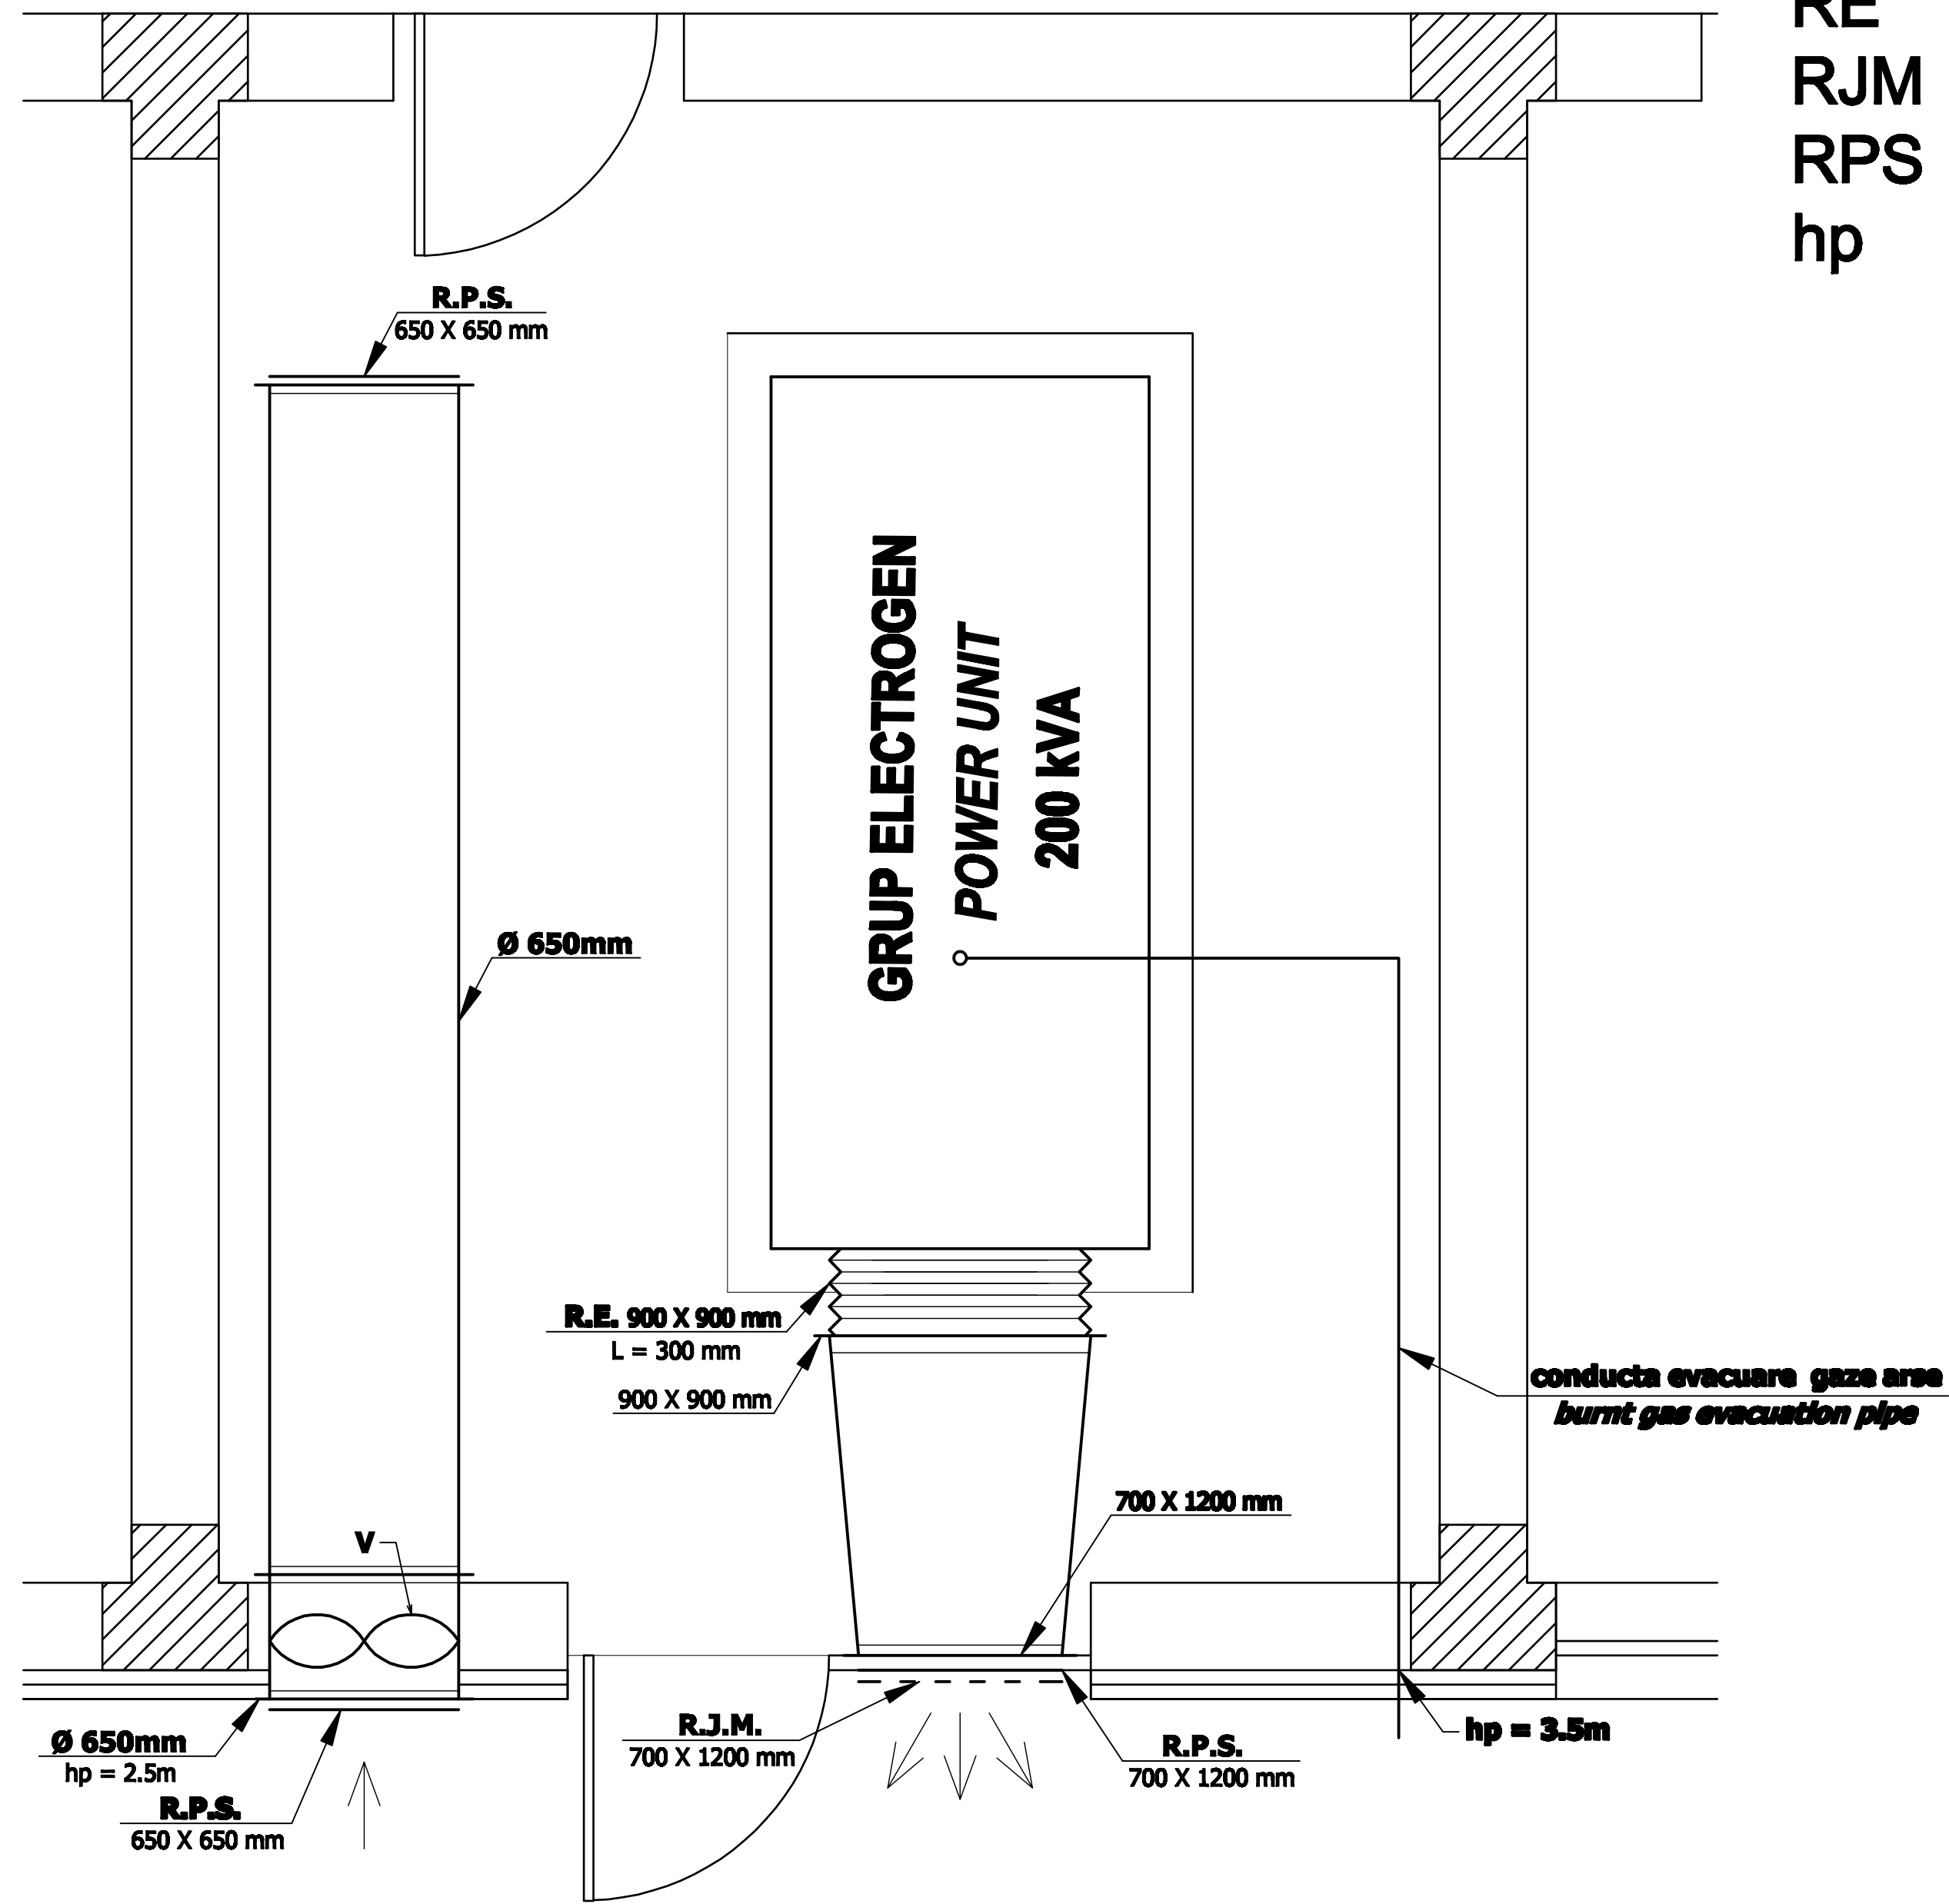 RE
RJM
RPS
hp
R.P.S.
650 X 650 mm
GRUP ELECTROGEN
POWER UNIT
200 kVA
Ø 650mm
R.E. 900 X 900 mm
L = 300 mm
900 X 900 mm
conducta evacuare gaze arse
burnt gas evacuation pipe
700 X 1200 mm
V
R.J.M.
700 X 1200 mm
R.P.S.
700 X 1200 mm
hp = 3.5m
Ø 650mm
hp = 2.5m
R.P.S.
650 X 650 mm